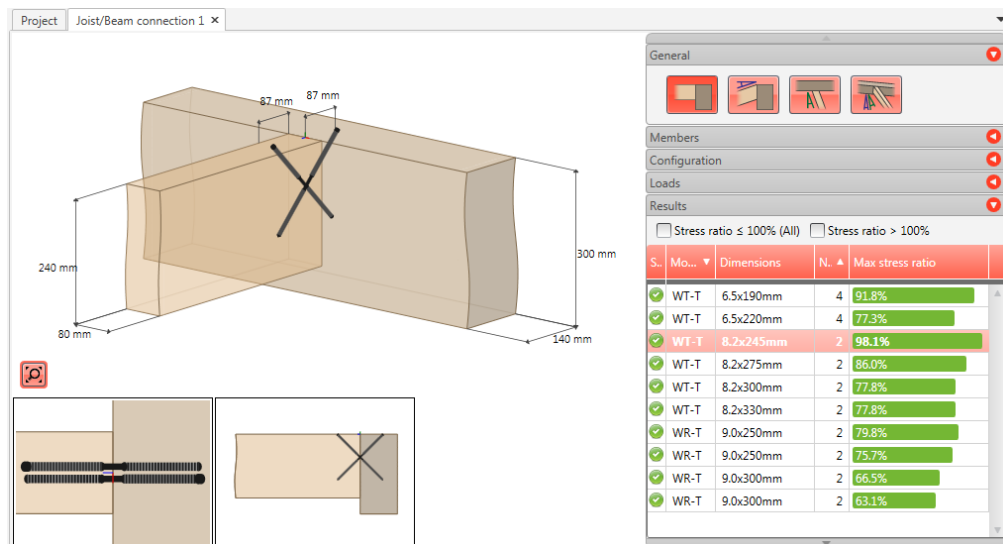 Project Joist/Beam connection 1 ×
87 mm 87 mm
240 mm
80 mm
300 mm
140 mm
General
Members
Configuration
Loads
Results
Stress ratio ≤ 100% (All) Stress ratio > 100%
S.. Mo... ▼ Dimensions N. ▲ Max stress ratio
WT-T 6.5x190mm 4 91.8%
WT-T 6.5x220mm 4 77.3%
WT-T 8.2x245mm 2 98.1%
WT-T 8.2x275mm 2 86.0%
WT-T 8.2x300mm 2 77.8%
WT-T 8.2x330mm 2 77.8%
WR-T 9.0x250mm 2 79.8%
WR-T 9.0x250mm 2 75.7%
WR-T 9.0x300mm 2 66.5%
WR-T 9.0x300mm 2 63.1%